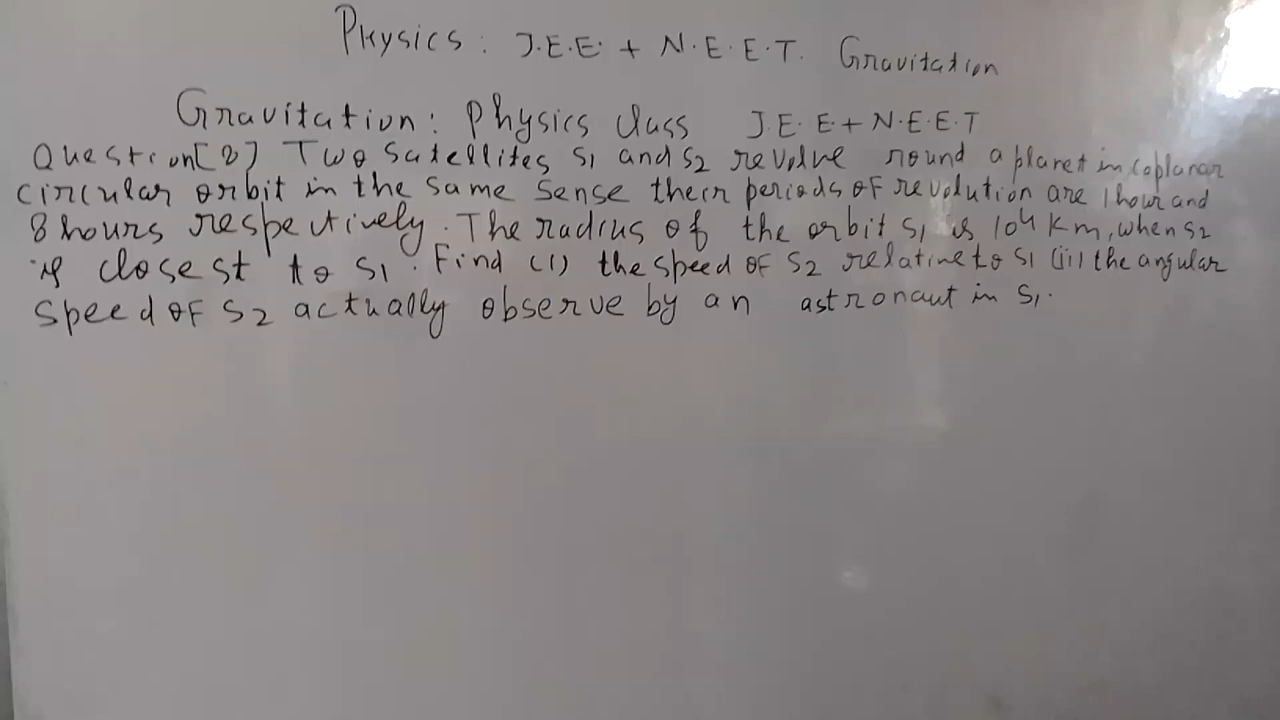 Physics: J.E.E. + N.E.E.T. Gravitation
Gravitation: Physics class J.E.E+N.E.E.T
Question[2] Two satellites S1 and S2 revolve round a planet in coplanar
circular orbit in the same sense their periods of revolution are 1 hour and
8 hours respectively. The radius of the orbit S1 is 10⁴ Km, when S2
is closest to S1. Find (1) the speed of S2 relative to S1 (ii) the angular
speed of S2 actually observe by an astronaut in S1.